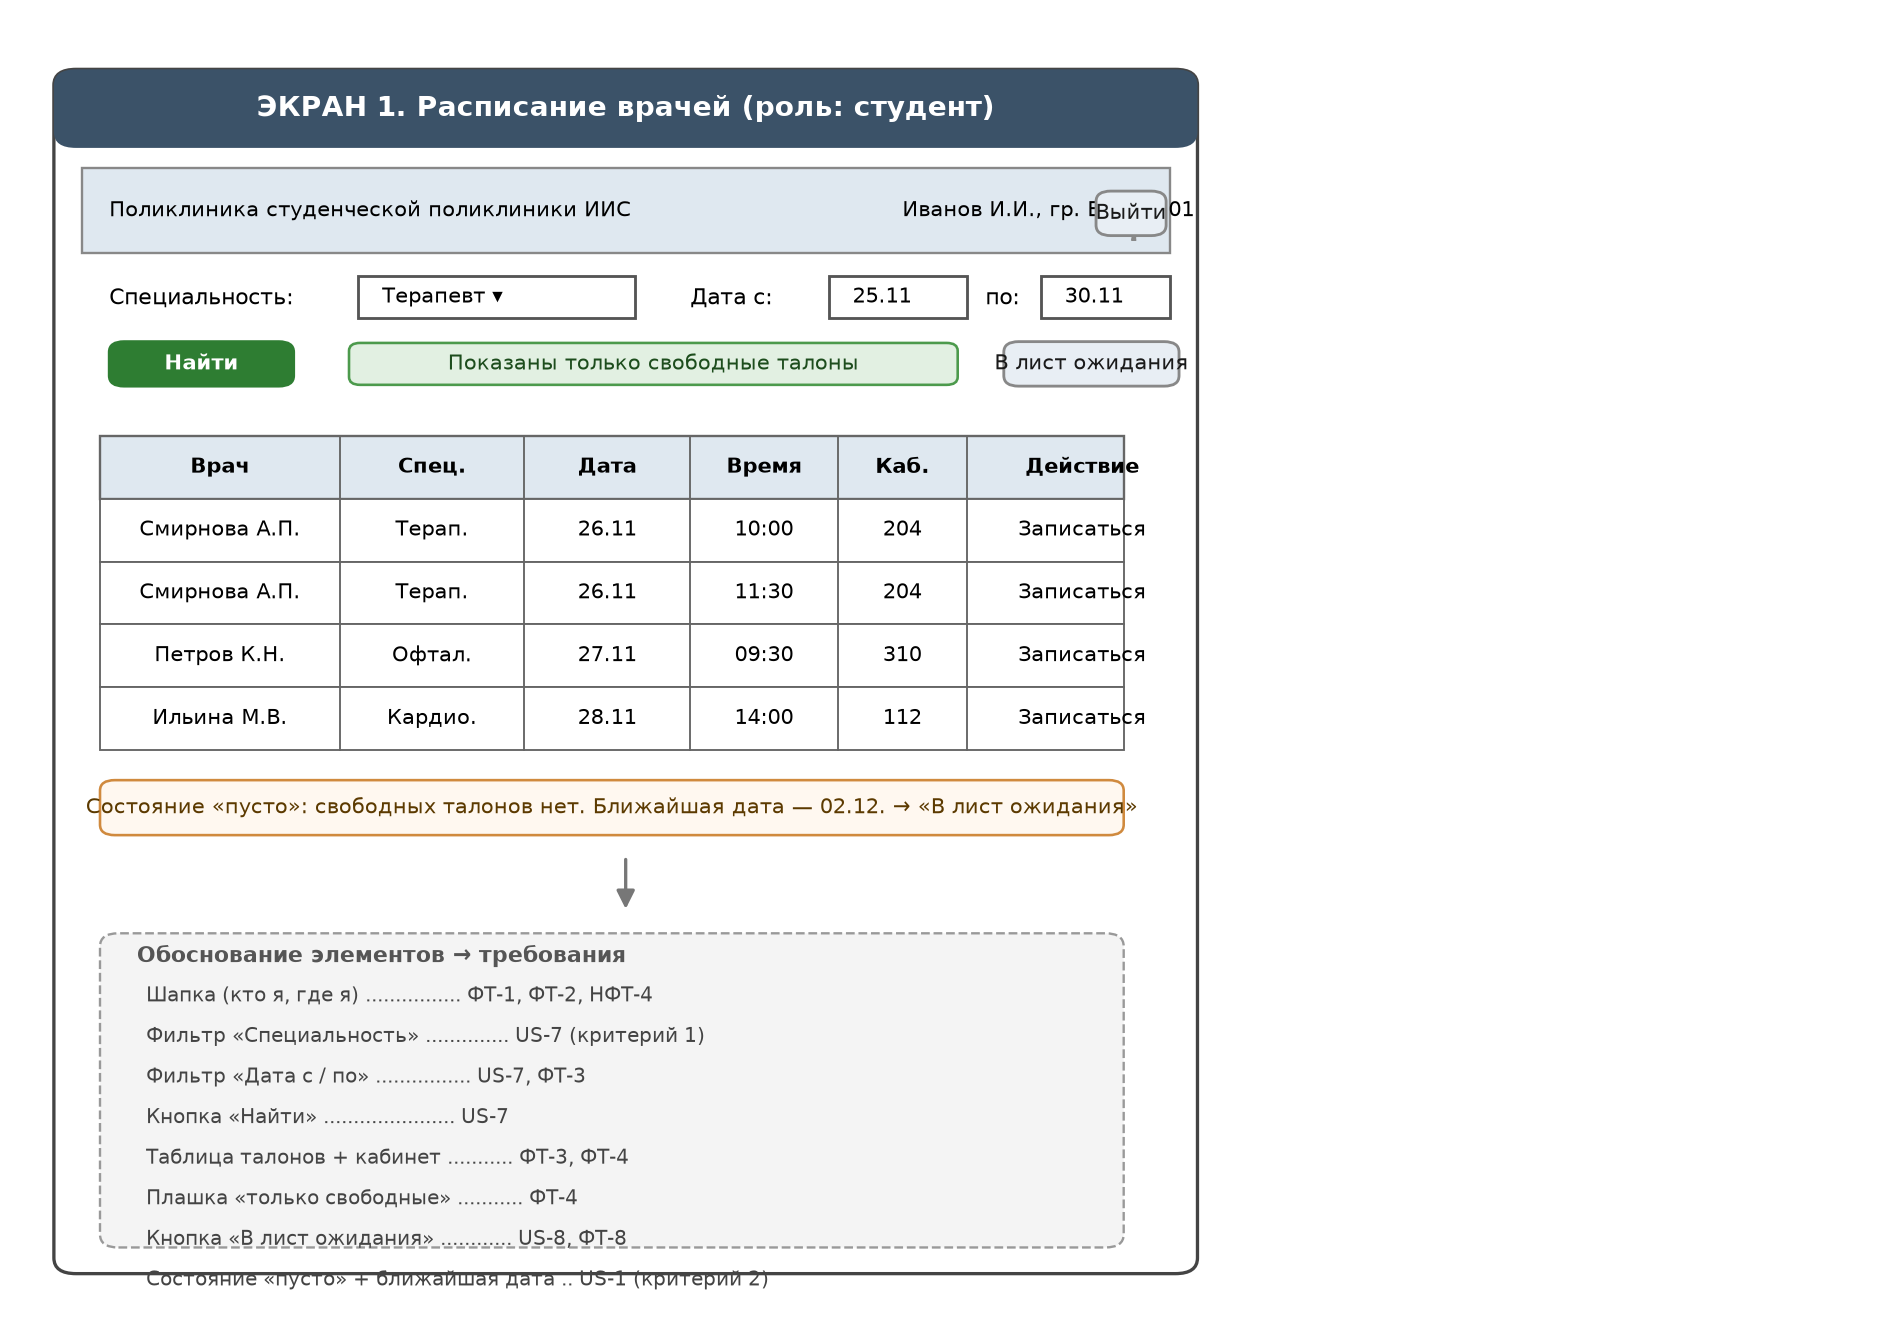 ЭКРАН 1. Расписание врачей (роль: студент)
Поликлиника студенческой поликлиники ИИС Иванов И.И., гр. 01 Выйти
Специальность: Терапевт ▾ Дата с: 25.11 по: 30.11
Найти Показаны только свободные талоны В лист ожидания
Врач Спец. Дата Время Каб. Действие
Смирнова А.П. Терап. 26.11 10:00 204 Записаться
Смирнова А.П. Терап. 26.11 11:30 204 Записаться
Петров К.Н. Офтал. 27.11 09:30 310 Записаться
Ильина М.В. Кардио. 28.11 14:00 112 Записаться
Состояние «пусто»: свободных талонов нет. Ближайшая дата — 02.12. → «В лист ожидания»
Обоснование элементов → требования
Шапка (кто я, где я) ................ ФТ-1, ФТ-2, НФТ-4
Фильтр «Специальность» .............. US-7 (критерий 1)
Фильтр «Дата с / по» ................ US-7, ФТ-3
Кнопка «Найти» ...................... US-7
Таблица талонов + кабинет ........... ФТ-3, ФТ-4
Плашка «только свободные» ........... ФТ-4
Кнопка «В лист ожидания» ............ US-8, ФТ-8
Состояние «пусто» + ближайшая дата .. US-1 (критерий 2)